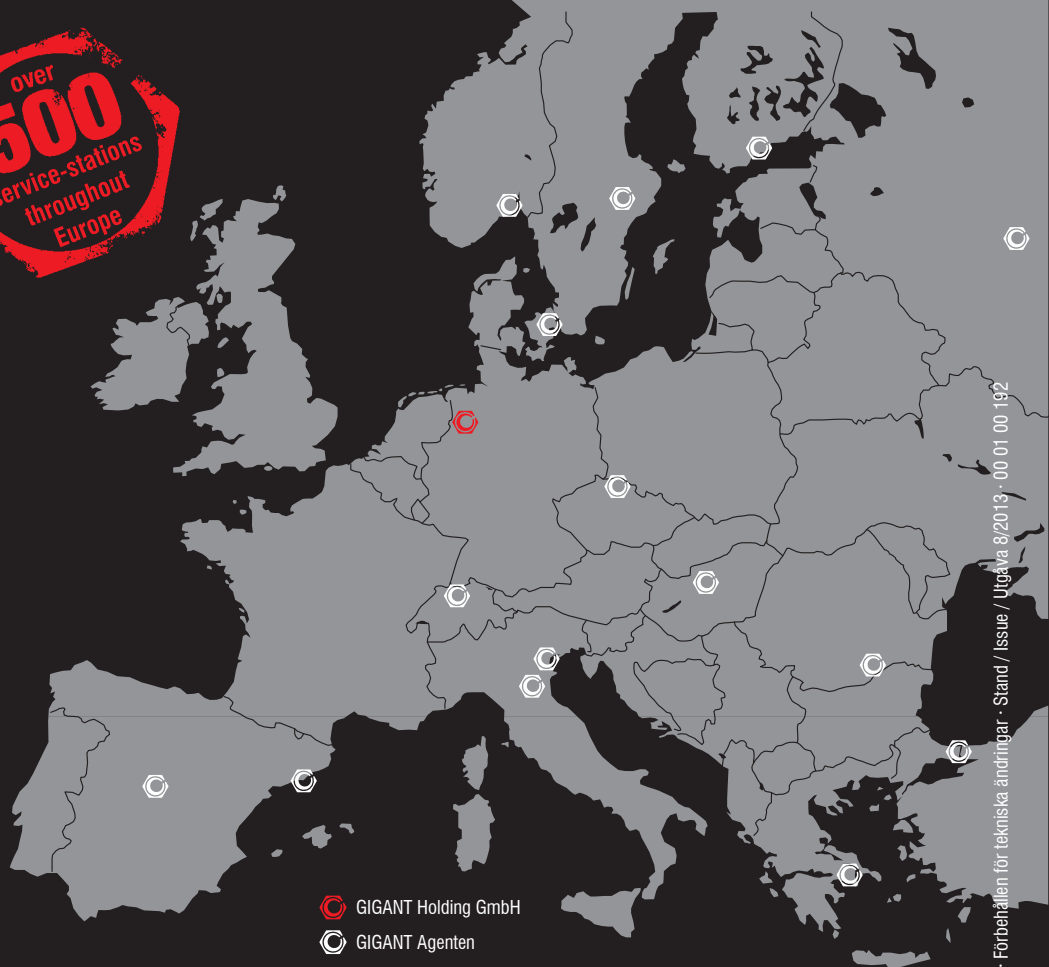 over
500
service-stations
throughout
Europe
GIGANT Holding GmbH
GIGANT Agenten
· Förbehållen för tekniska ändringar · Stand / Issue / Utgåva 8/2013 · 00 01 00 192